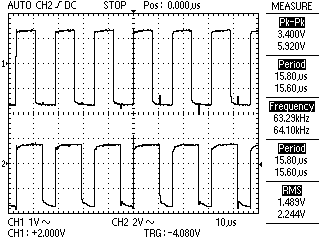 AUTO CH2 ⌿ DC STOP Pos: 0.000µs MEASURE
Pk-Pk
3.400V
5.920V
Period
15.80µs
15.60µs
Frequency
63.29kHz
64.10kHz
Period
15.80µs
15.60µs
RMS
1.489V
2.244V
1
2
CH1 1V ~ CH2 2V ~ 10µs
CH1: +2.000V TRG:-4.080V